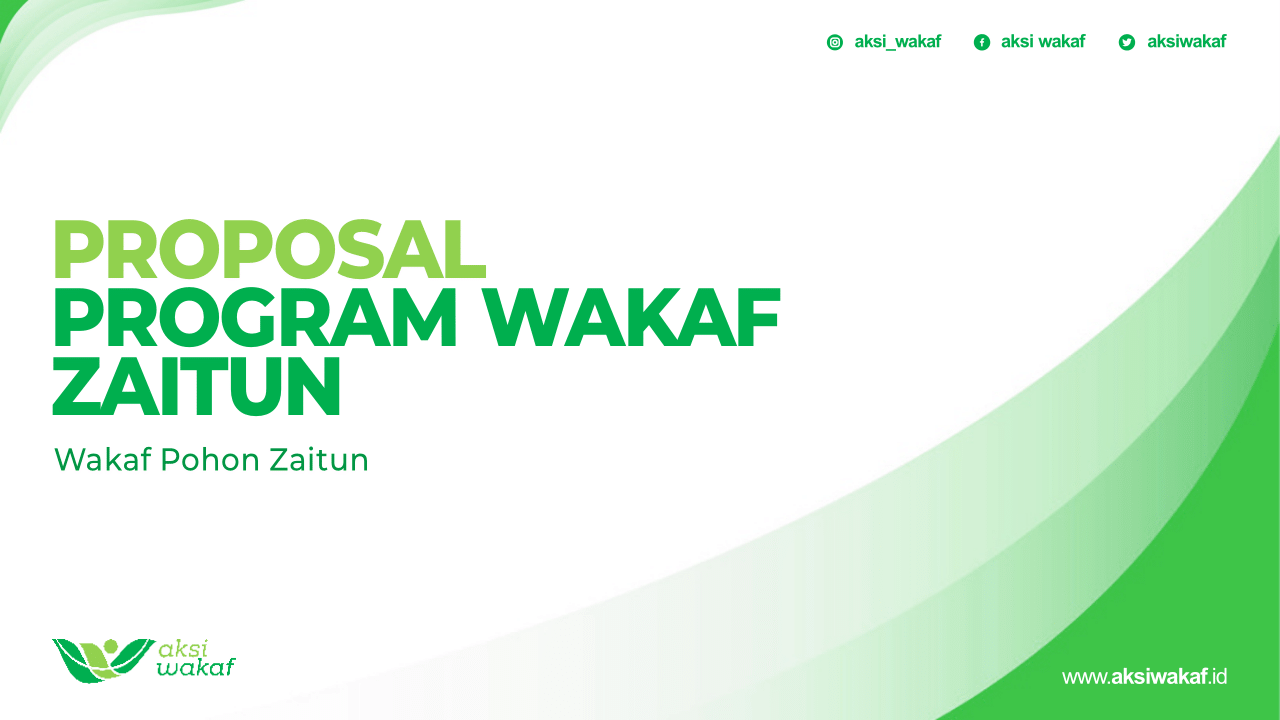 aksi_wakaf aksi wakaf aksiwakaf
PROPOSAL
PROGRAM WAKAF
ZAITUN
Wakaf Pohon Zaitun
aksi
wakaf
www.aksiwakaf.id